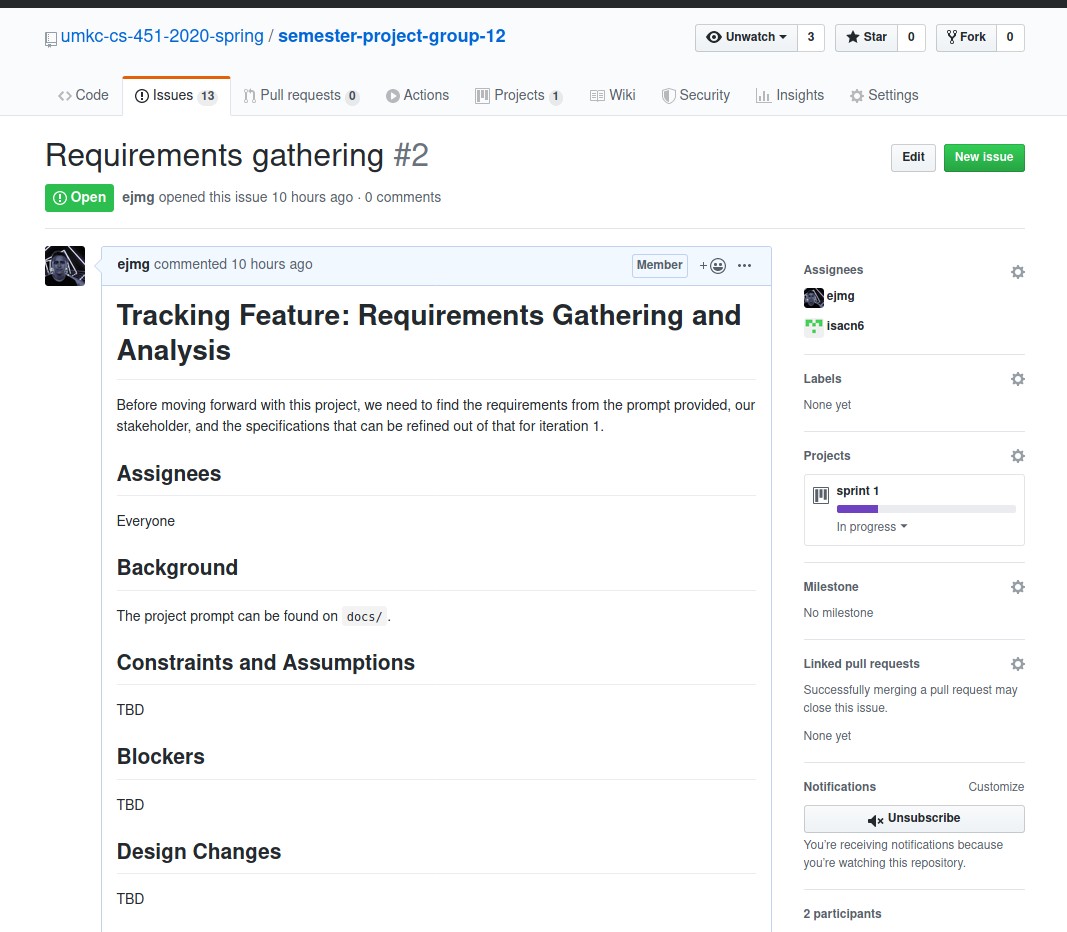 umkc-cs-451-2020-spring / semester-project-group-12
Unwatch 3 Star 0 Fork 0
Code Issues 13 Pull requests 0 Actions Projects 1 Wiki Security Insights Settings
Requirements gathering #2
Edit New issue
Open ejmg opened this issue 10 hours ago · 0 comments
ejmg commented 10 hours ago Member
Tracking Feature: Requirements Gathering and
Analysis
Before moving forward with this project, we need to find the requirements from the prompt provided, our
stakeholder, and the specifications that can be refined out of that for iteration 1.
Assignees
Everyone
Background
The project prompt can be found on docs/.
Constraints and Assumptions
TBD
Blockers
TBD
Design Changes
TBD
Assignees
ejmg
isacn6
Labels
None yet
Projects
sprint 1
In progress
Milestone
No milestone
Linked pull requests
Successfully merging a pull request may
close this issue.
None yet
Notifications Customize
Unsubscribe
You're receiving notifications because
you're watching this repository.
2 participants